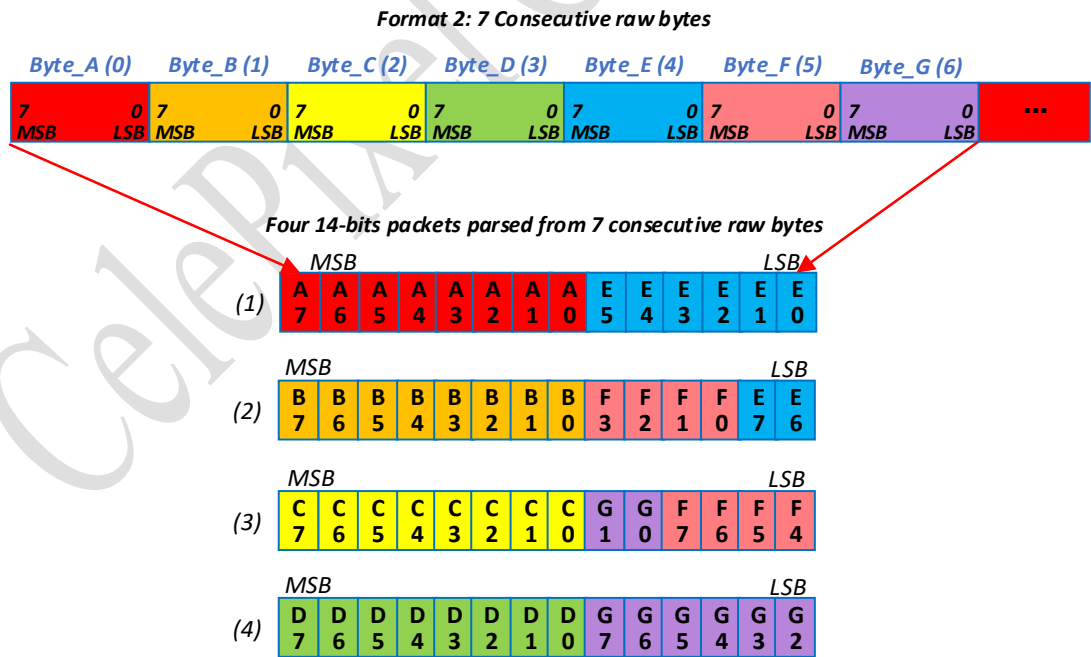 Format 2: 7 Consecutive raw bytes
Byte_A (0) Byte_B (1) Byte_C (2) Byte_D (3) Byte_E (4) Byte_F (5) Byte_G (6)
7 0 7 0 7 0 7 0 7 0 7 0 7 0 ...
MSB LSB MSB LSB MSB LSB MSB LSB MSB LSB MSB LSB MSB LSB
Four 14-bits packets parsed from 7 consecutive raw bytes
MSB LSB
(1) A A A A A A A A E E E E E E
7 6 5 4 3 2 1 0 5 4 3 2 1 0
MSB LSB
(2) B B B B B B B B F F F F E E
7 6 5 4 3 2 1 0 3 2 1 0 7 6
MSB LSB
(3) C C C C C C C C G G F F F F
7 6 5 4 3 2 1 0 1 0 7 6 5 4
MSB LSB
(4) D D D D D D D D G G G G G G
7 6 5 4 3 2 1 0 7 6 5 4 3 2
CelePixel